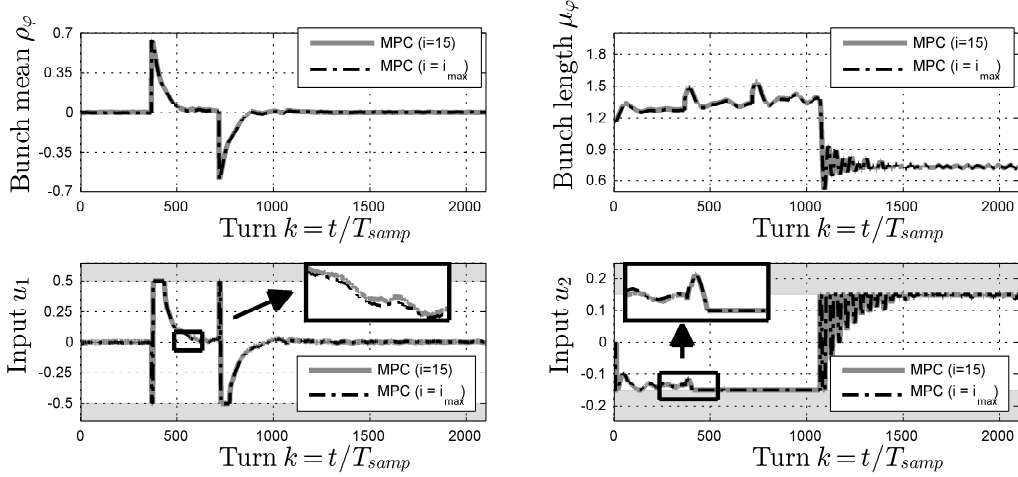 Bunch mean ρφ
0.7
0.35
0
-0.35
-0.7
MPC (i=15)
MPC (i = imax)
0 500 1000 1500 2000
Turn k = t/Tsamp
Bunch length μφ
1.8
1.5
1.2
0.9
0.6
MPC (i=15)
MPC (i = imax)
0 500 1000 1500 2000
Turn k = t/Tsamp
Input u1
0.5
0.25
0
-0.25
-0.5
MPC (i=15)
MPC (i = imax)
0 500 1000 1500 2000
Turn k = t/Tsamp
Input u2
0.2
0.1
0
-0.1
-0.2
MPC (i=15)
MPC (i = imax)
0 500 1000 1500 2000
Turn k = t/Tsamp